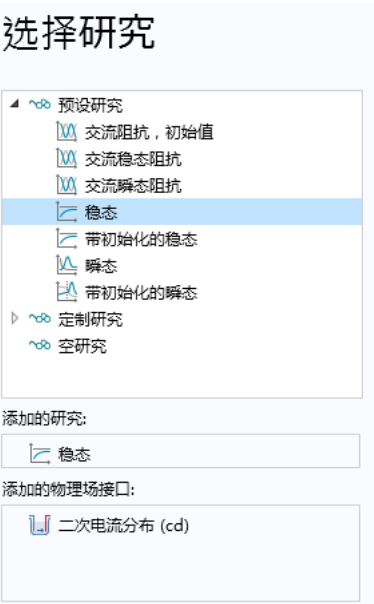 选择研究
预设研究
交流阻抗，初始值
交流稳态阻抗
交流瞬态阻抗
稳态
带初始化的稳态
瞬态
带初始化的瞬态
定制研究
空研究
添加的研究:
稳态
添加的物理场接口:
二次电流分布 (cd)